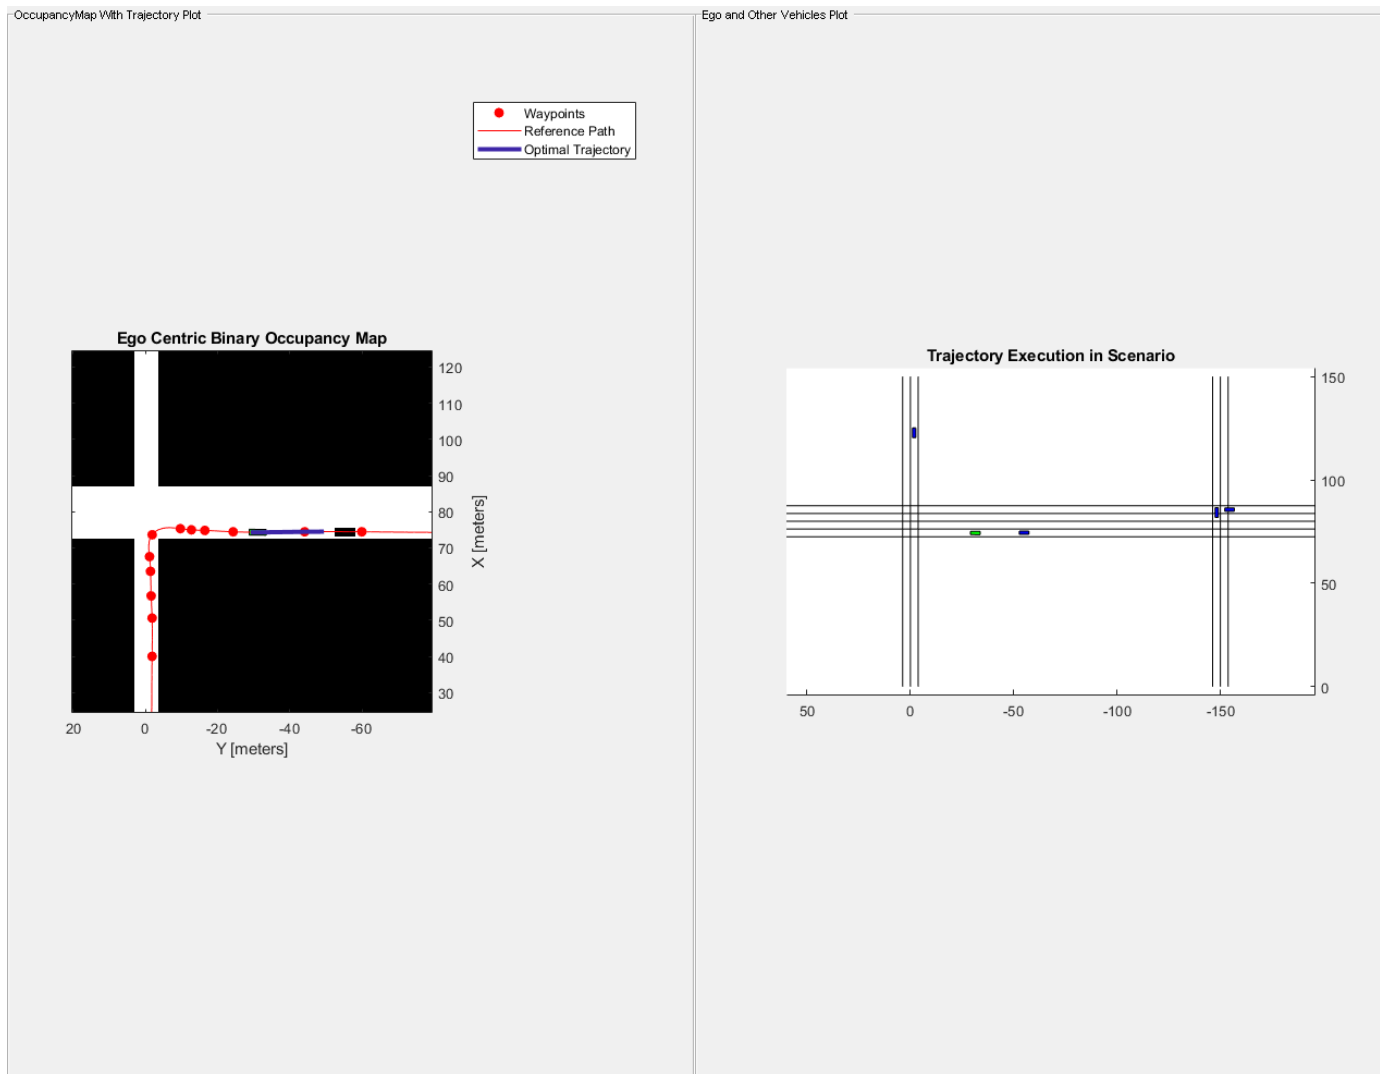 OccupancyMap With Trajectory Plot
Ego and Other Vehicles Plot
Waypoints
Reference Path
Optimal Trajectory
Ego Centric Binary Occupancy Map
120
110
100
90
80
70
60
50
40
30
X [meters]
20 0 -20 -40 -60
Y [meters]
Trajectory Execution in Scenario
150
100
50
0
50 0 -50 -100 -150